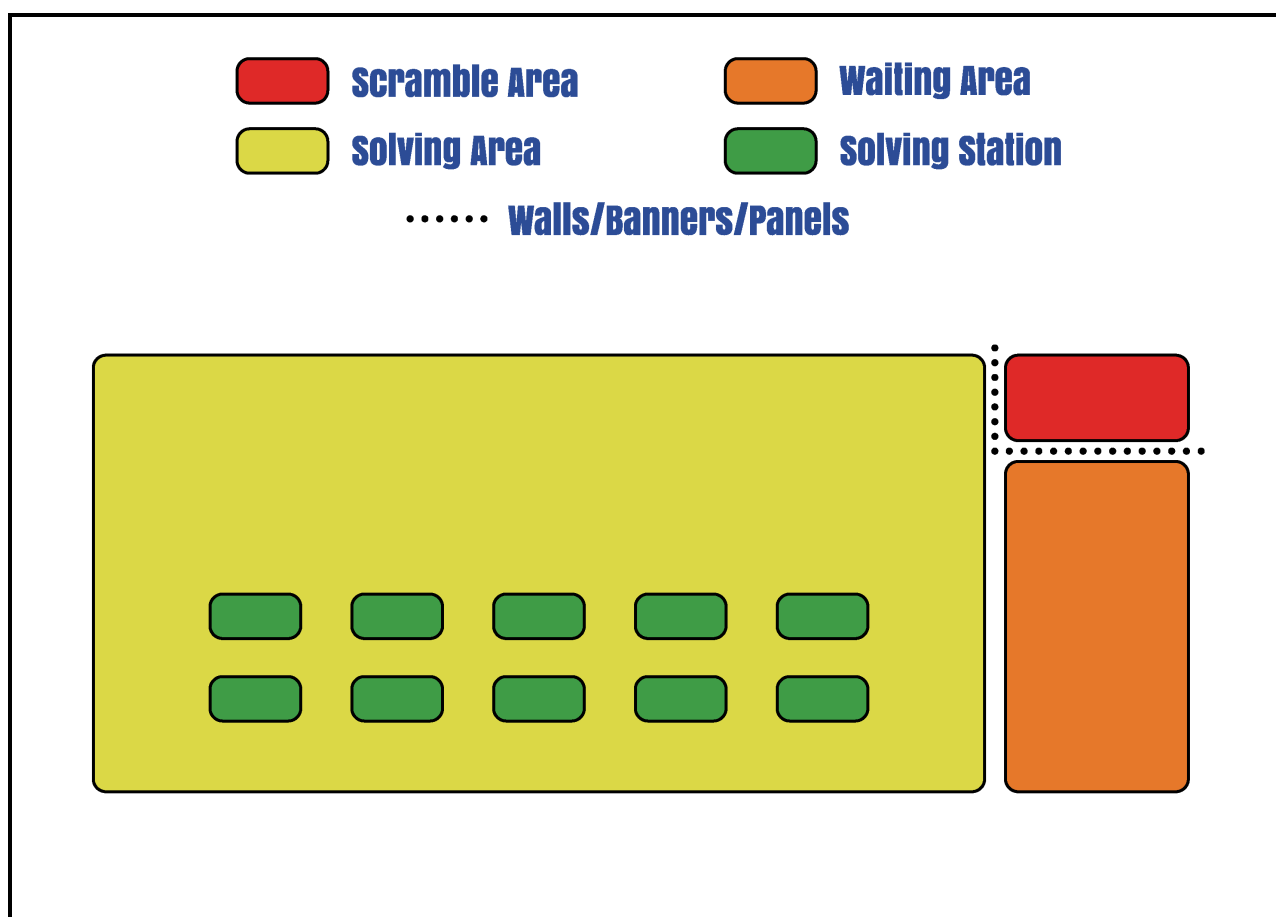 Scramble Area
Waiting Area
Solving Area
Solving Station
Walls/Banners/Panels